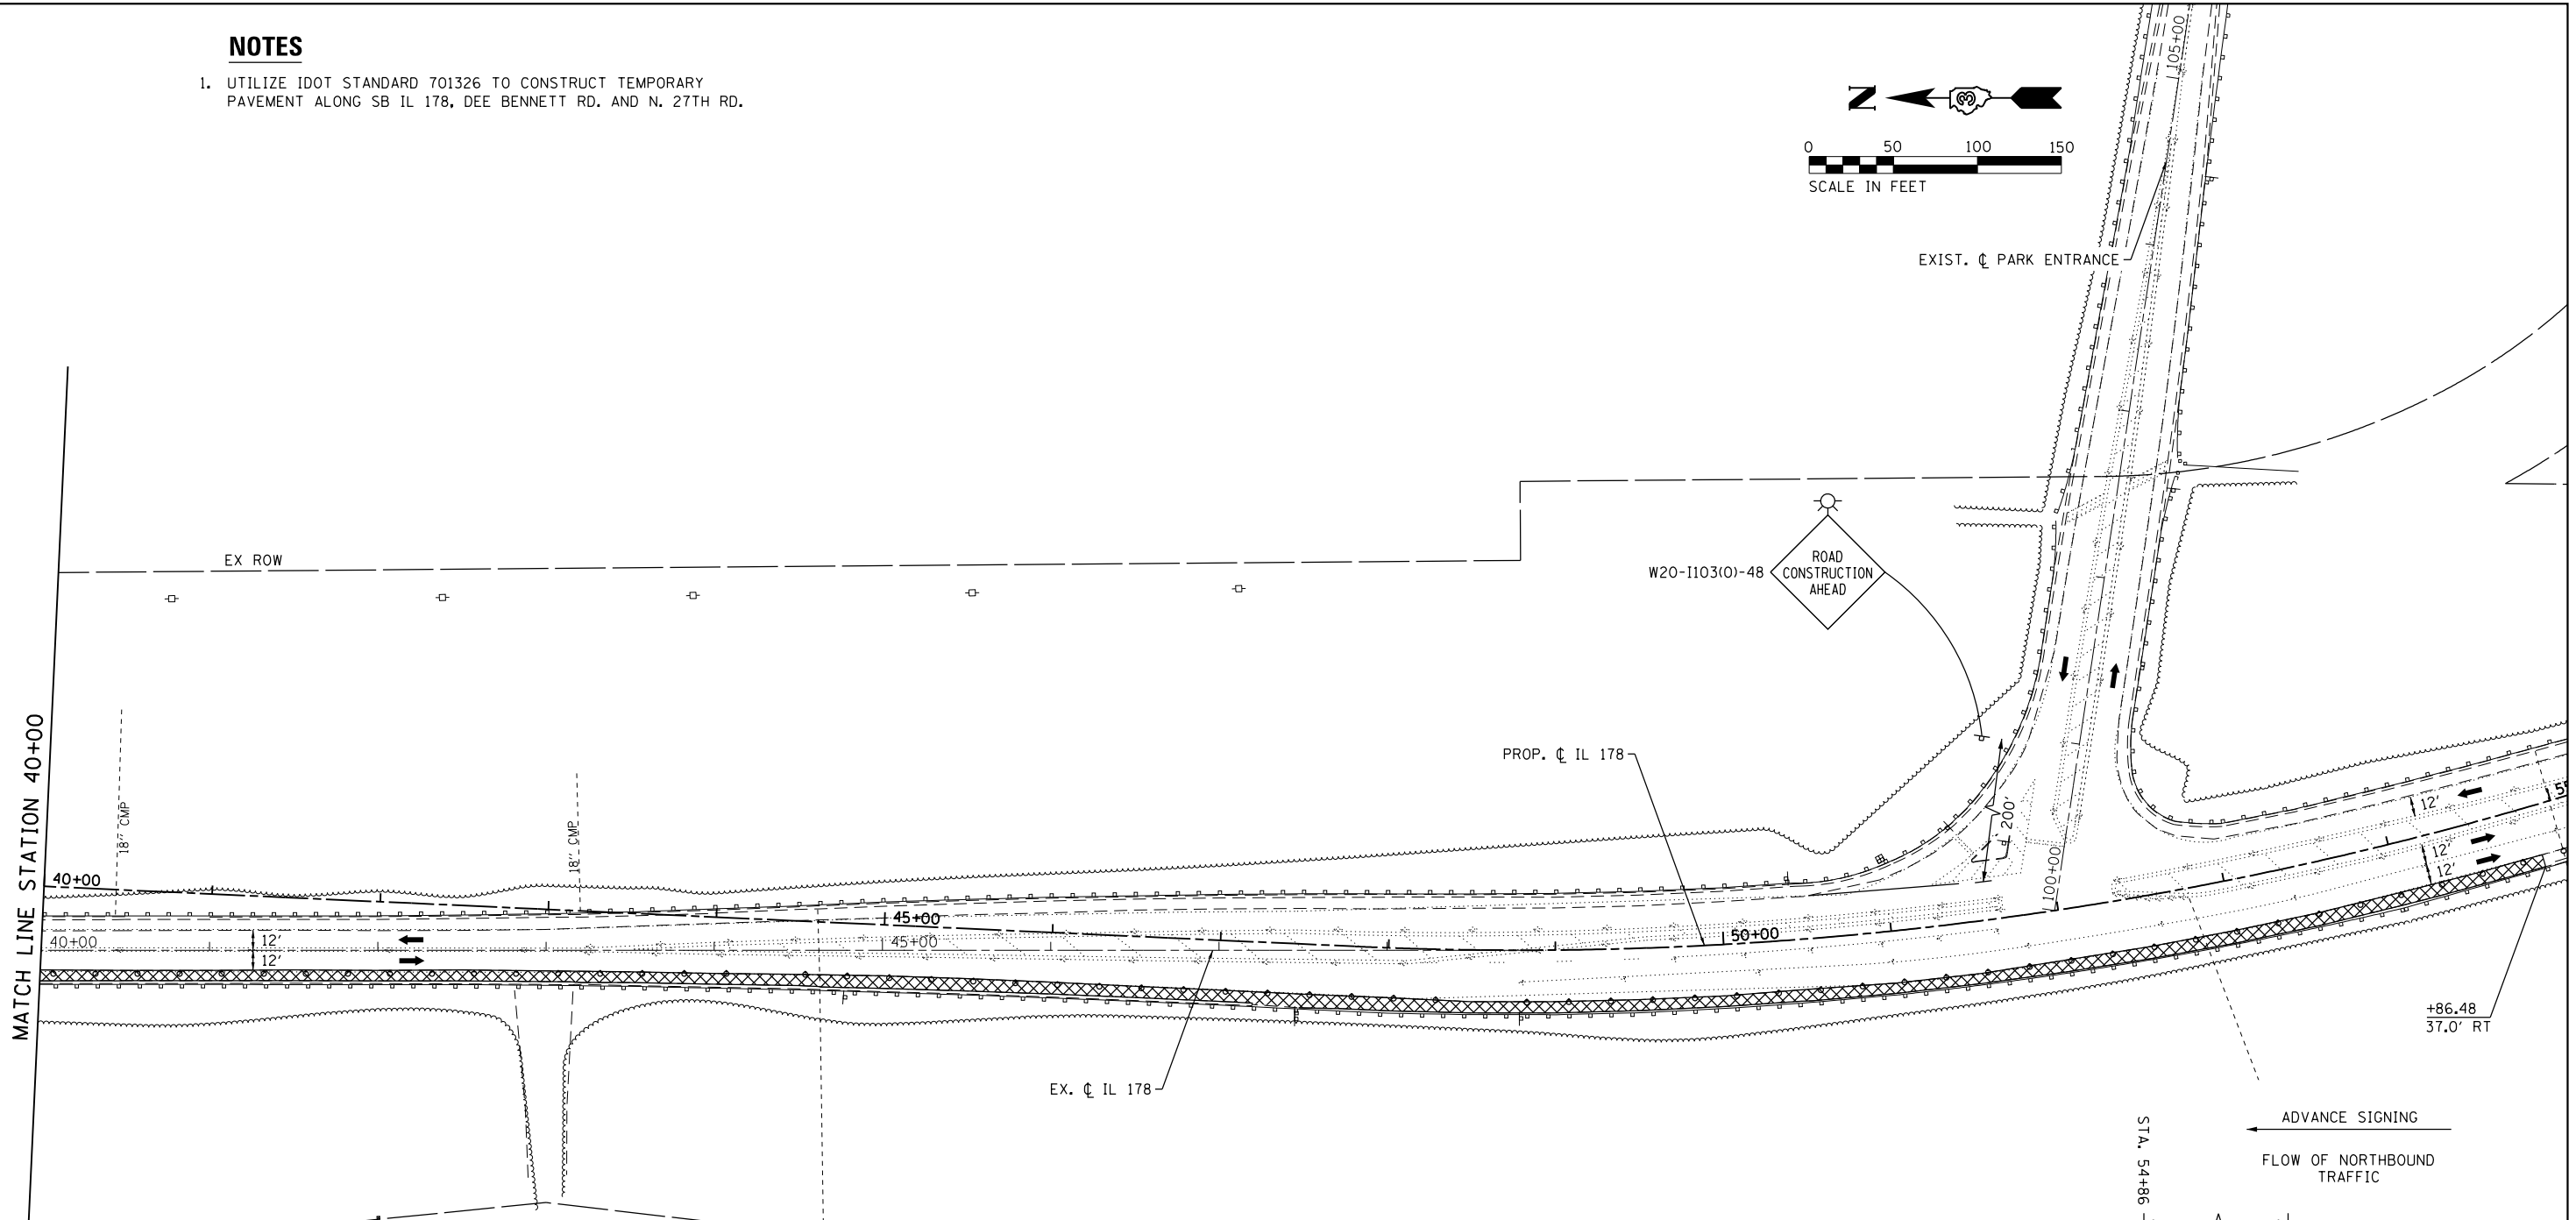 NOTES
1. UTILIZE IDOT STANDARD 701326 TO CONSTRUCT TEMPORARY
PAVEMENT ALONG SB IL 178, DEE BENNETT RD. AND N. 27TH RD.
N
3
0 50 100 150
SCALE IN FEET
105+00
EXIST. ℄ PARK ENTRANCE
EX ROW
W20-I103(O)-48
ROAD
CONSTRUCTION
AHEAD
MATCH LINE STATION 40+00
18" CMP
18" CMP
PROP. ℄ IL 178
200'
100+00
12'
12'
12'
40+00
45+00
50+00
40+00
45+00
12'
12'
EX. ℄ IL 178
+86.48
37.0' RT
STA. 54+86
ADVANCE SIGNING
FLOW OF NORTHBOUND
TRAFFIC